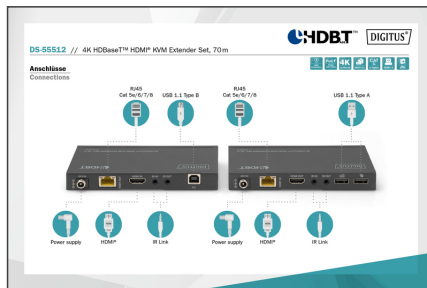 HDBT
DIGITUS®
DS-55512 // 4K HDBaseT™ HDMI® KVM Extender Set, 70 m
Anschlüsse
Connections
4K
CAT
RJ45
Cat 5e/6/7/8
USB 1.1 Type B
RJ45
Cat 5e/6/7/8
USB 1.1 Type A
Power supply
HDMI®
IR Link
Power supply
HDMI®
IR Link